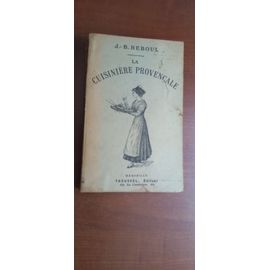 J.-B. REBOUL
LA
CUISINIÈRE PROVENÇALE
MARSEILLE
TACUSSEL, Éditeur